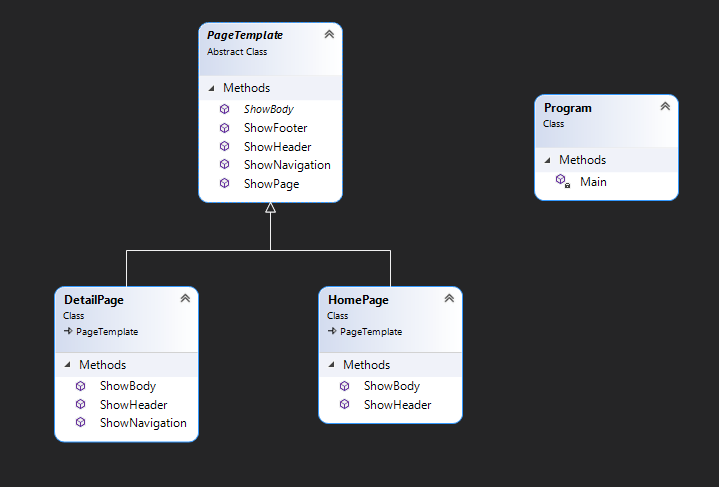 PageTemplate
Abstract Class
Methods
ShowBody
ShowFooter
ShowHeader
ShowNavigation
ShowPage
Program
Class
Methods
Main
DetailPage
Class
PageTemplate
Methods
ShowBody
ShowHeader
ShowNavigation
HomePage
Class
PageTemplate
Methods
ShowBody
ShowHeader